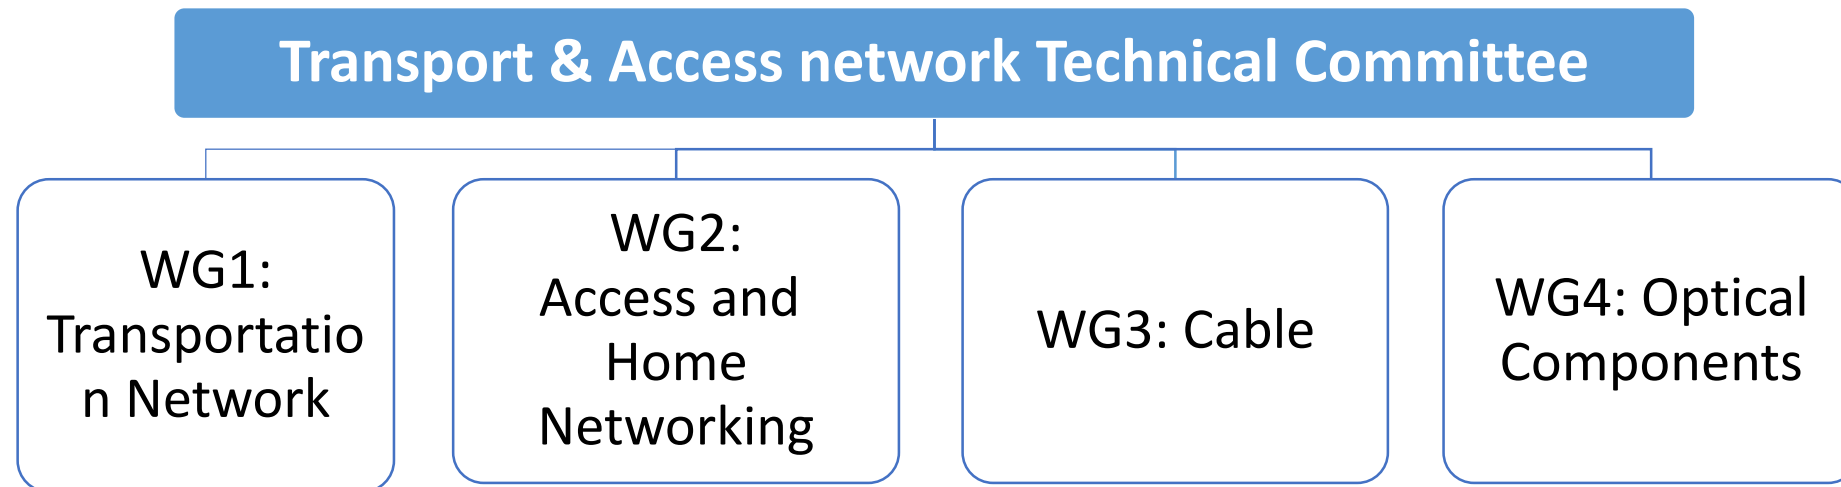 Transport & Access network Technical Committee
WG1:
Transportatio
n Network
WG2:
Access and
Home
Networking
WG3: Cable
WG4: Optical
Components